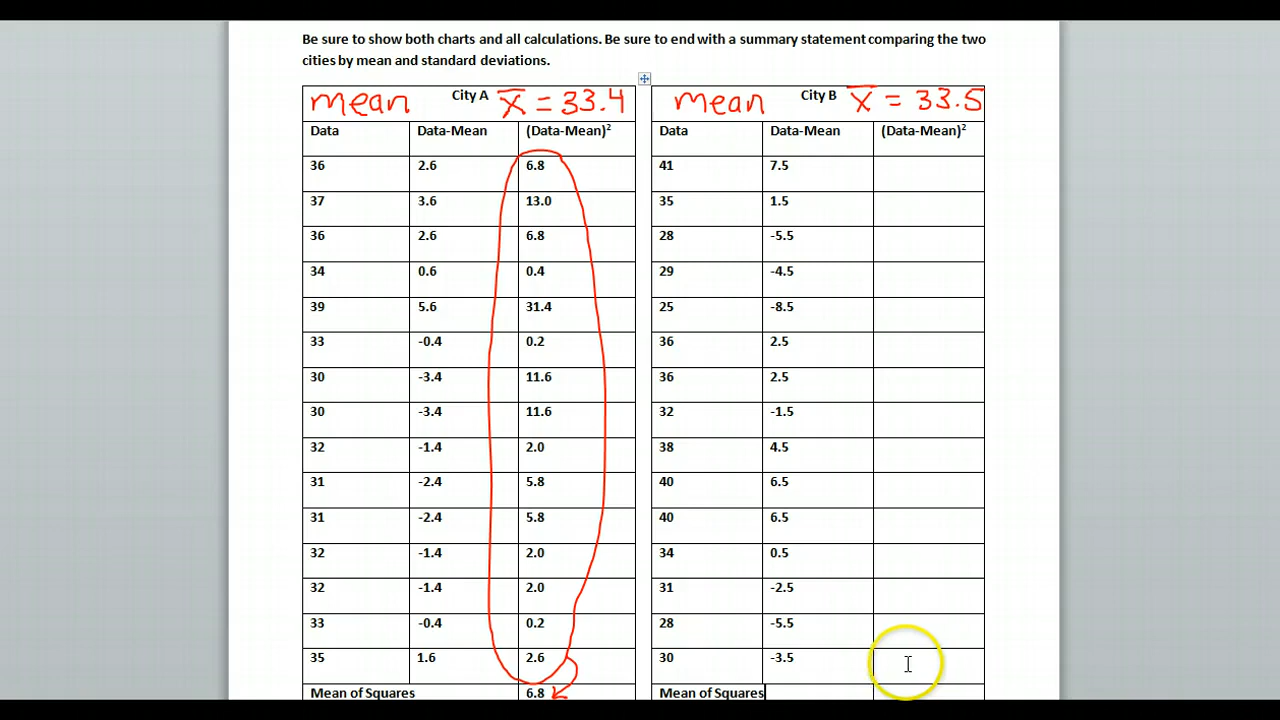 Be sure to show both charts and all calculations. Be sure to end with a summary statement comparing the two
cities by mean and standard deviations.
mean City A x̅ = 33.4
Data Data-Mean (Data-Mean)²
36 2.6 6.8
37 3.6 13.0
36 2.6 6.8
34 0.6 0.4
39 5.6 31.4
33 -0.4 0.2
30 -3.4 11.6
30 -3.4 11.6
32 -1.4 2.0
31 -2.4 5.8
31 -2.4 5.8
32 -1.4 2.0
32 -1.4 2.0
33 -0.4 0.2
35 1.6 2.6
Mean of Squares 6.8
mean City B x̅ = 33.5
Data Data-Mean (Data-Mean)²
41 7.5
35 1.5
28 -5.5
29 -4.5
25 -8.5
36 2.5
36 2.5
32 -1.5
38 4.5
40 6.5
40 6.5
34 0.5
31 -2.5
28 -5.5
30 -3.5
Mean of Squares